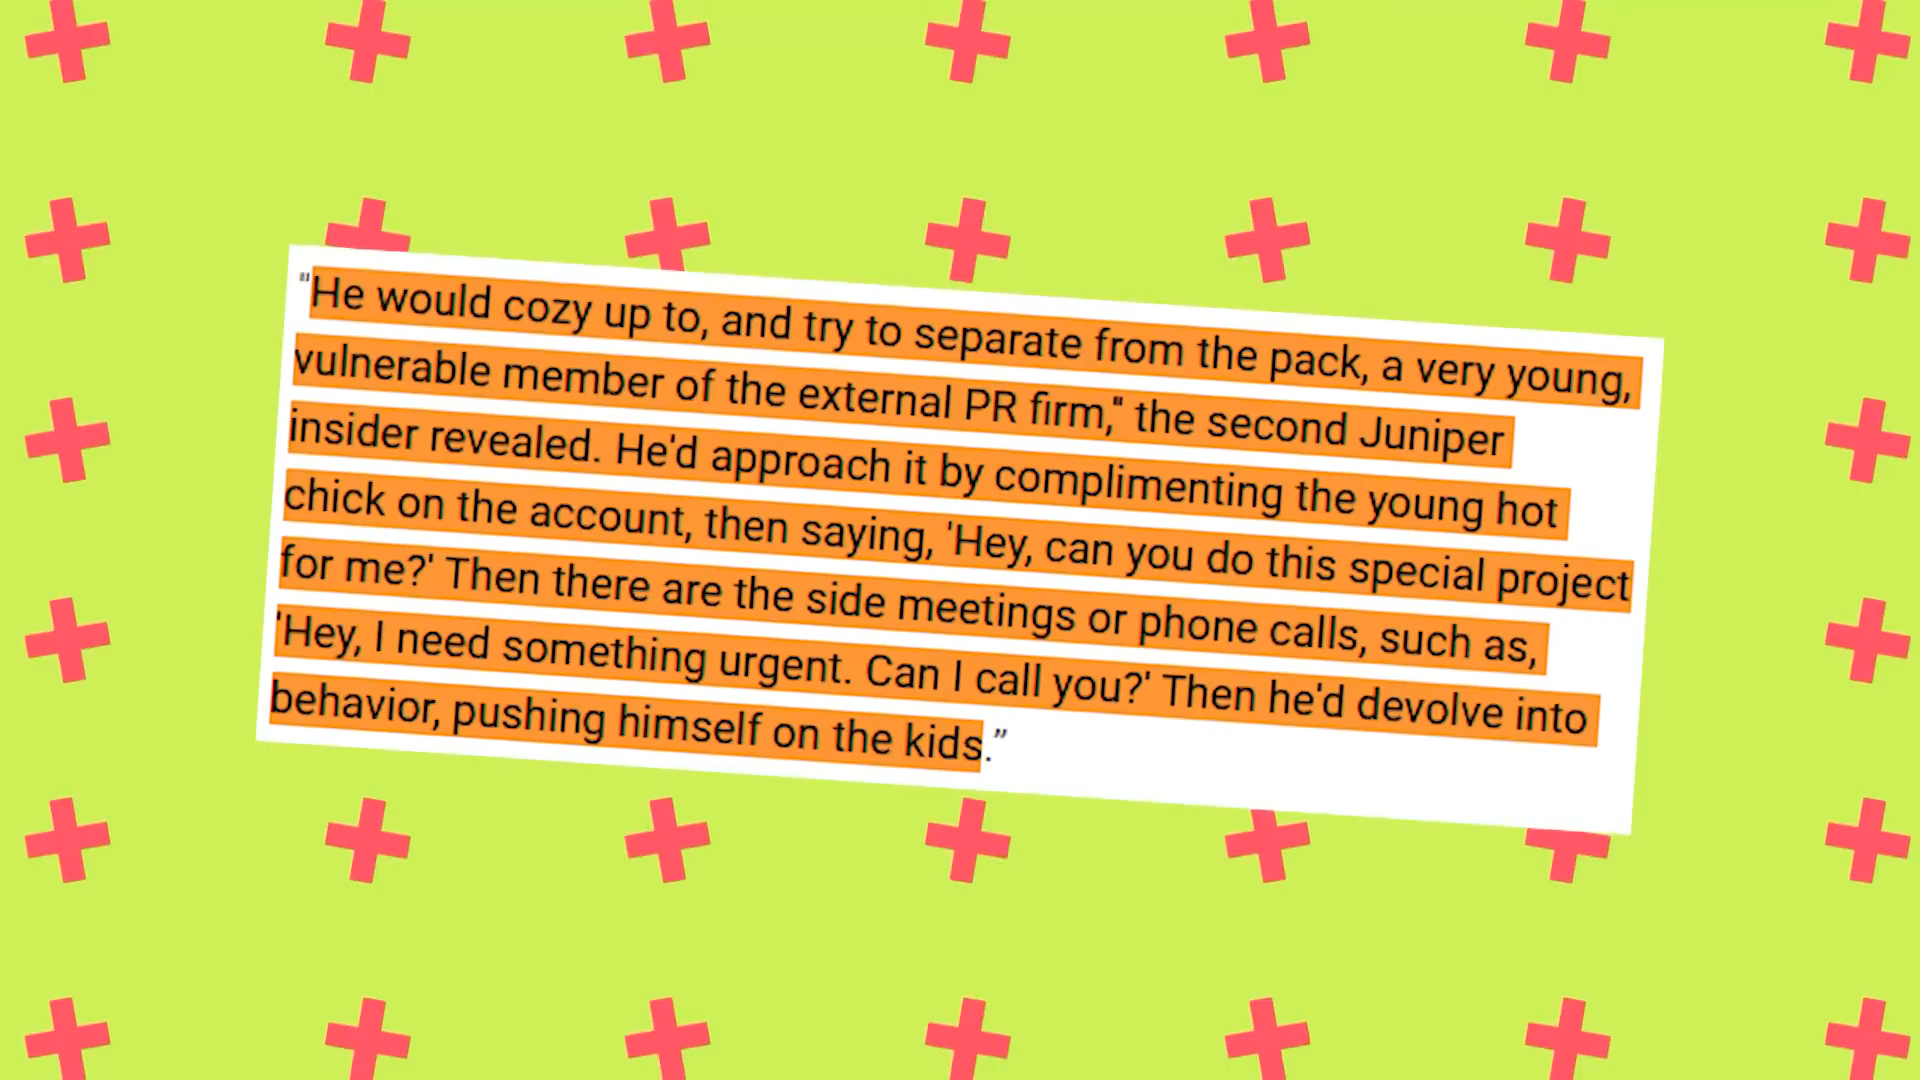 "He would cozy up to, and try to separate from the pack, a very young,
vulnerable member of the external PR firm," the second Juniper
insider revealed. He'd approach it by complimenting the young hot
chick on the account, then saying, 'Hey, can you do this special project
for me?' Then there are the side meetings or phone calls, such as,
'Hey, I need something urgent. Can I call you?' Then he'd devolve into
behavior, pushing himself on the kids.”